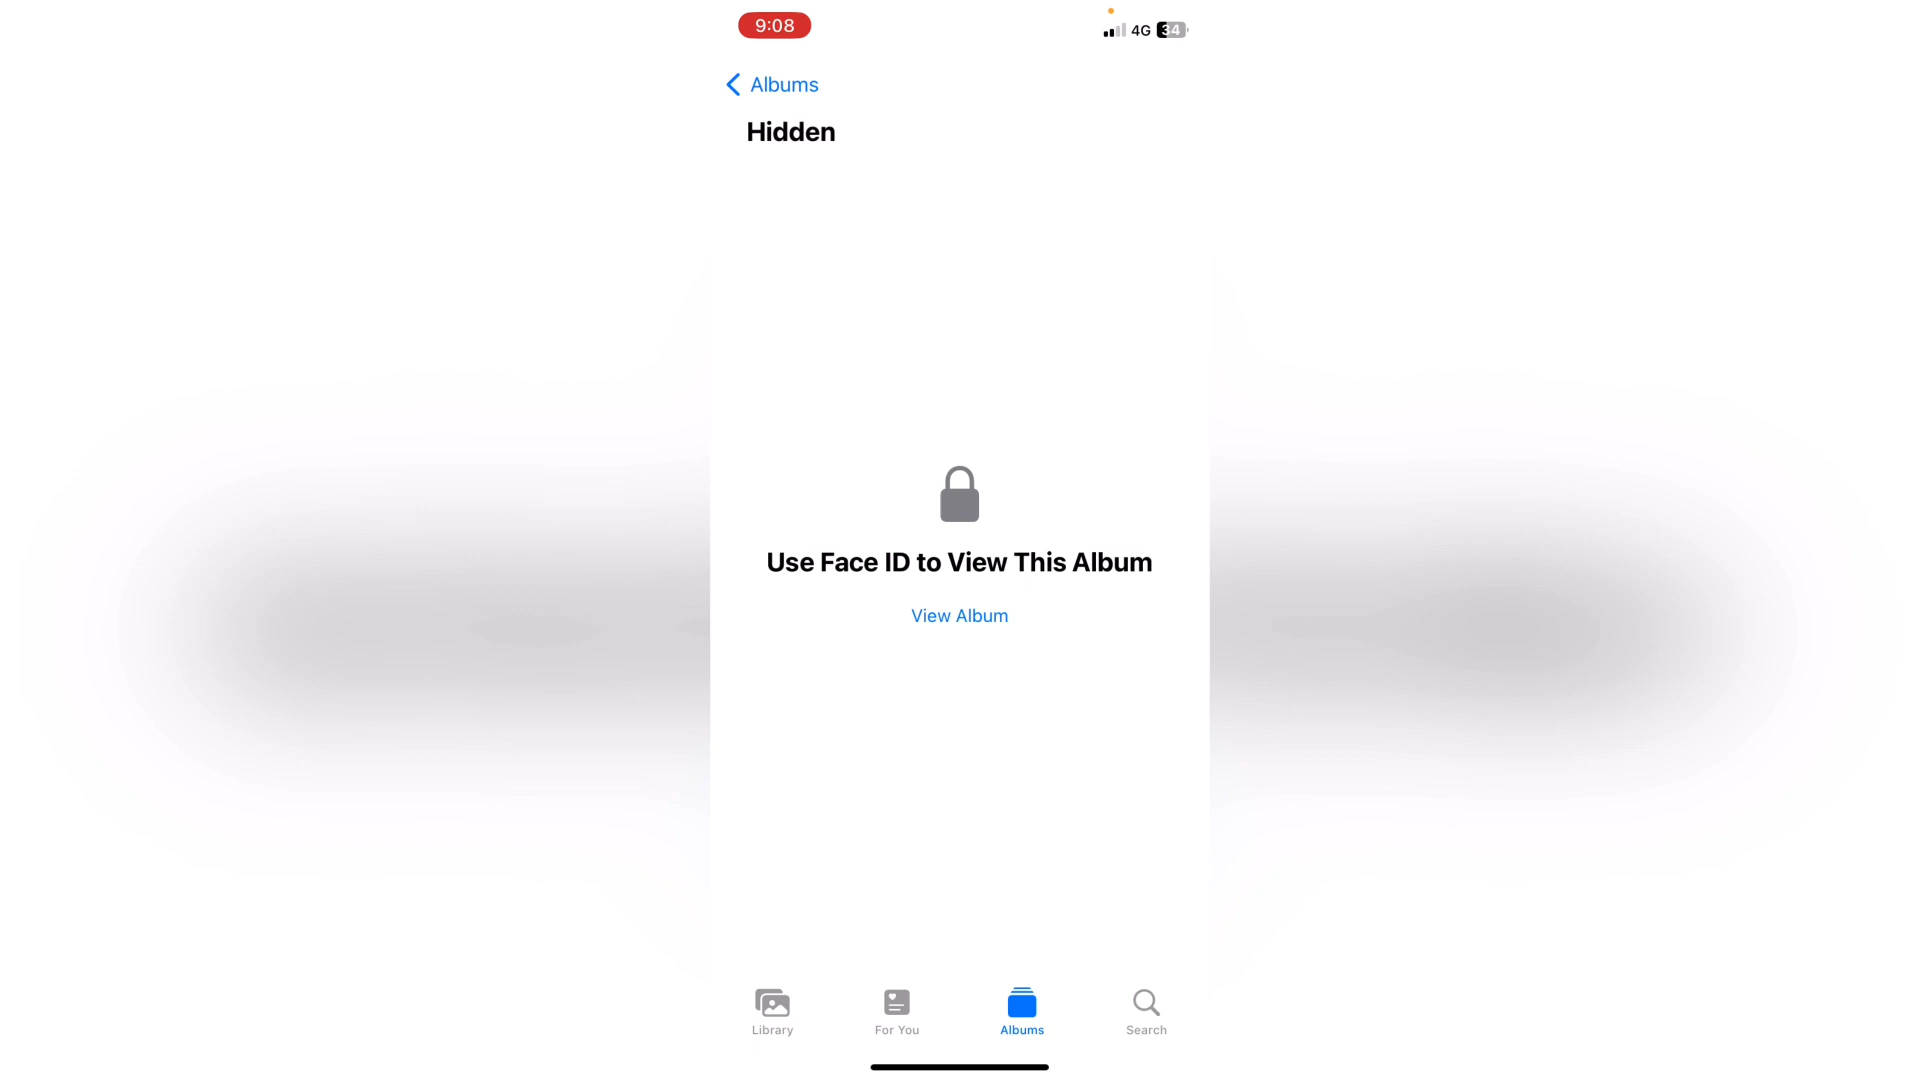 9:08
4G 34
Albums
Hidden
Use Face ID to View This Album
View Album
Library
For You
Albums
Search